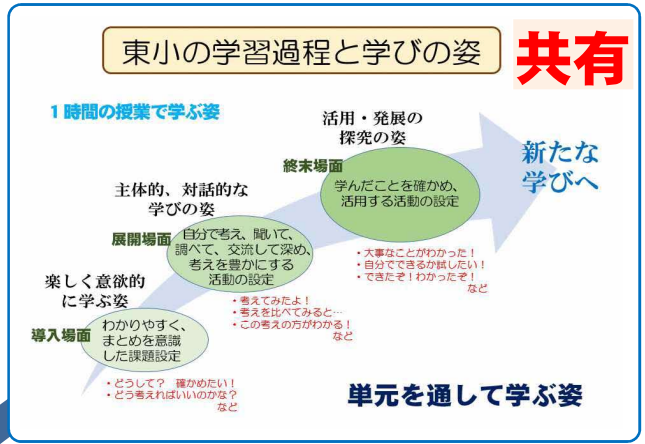 東小の学習過程と学びの姿
共有
1時間の授業で学ぶ姿
活用・発展の
探究の姿
新たな
学びへ
終末場面
学んだことを確かめ、
活用する活動の設定
主体的、対話的な
学びの姿
・大事なことがわかった！
・自分でできるか試したい！
・できたぞ！わかったぞ！
など
展開場面
自分で考え、聞いて、
調べて、交流して深め、
考えを豊かにする
活動の設定
楽しく意欲的
に学ぶ姿
・考えてみたよ！
・考えを比べてみると…
・この考えの方がわかる！
など
導入場面
わかりやすく、
まとめを意識
した課題設定
・どうして？ 確かめたい！
・どう考えればいいのかな？
など
単元を通して学ぶ姿